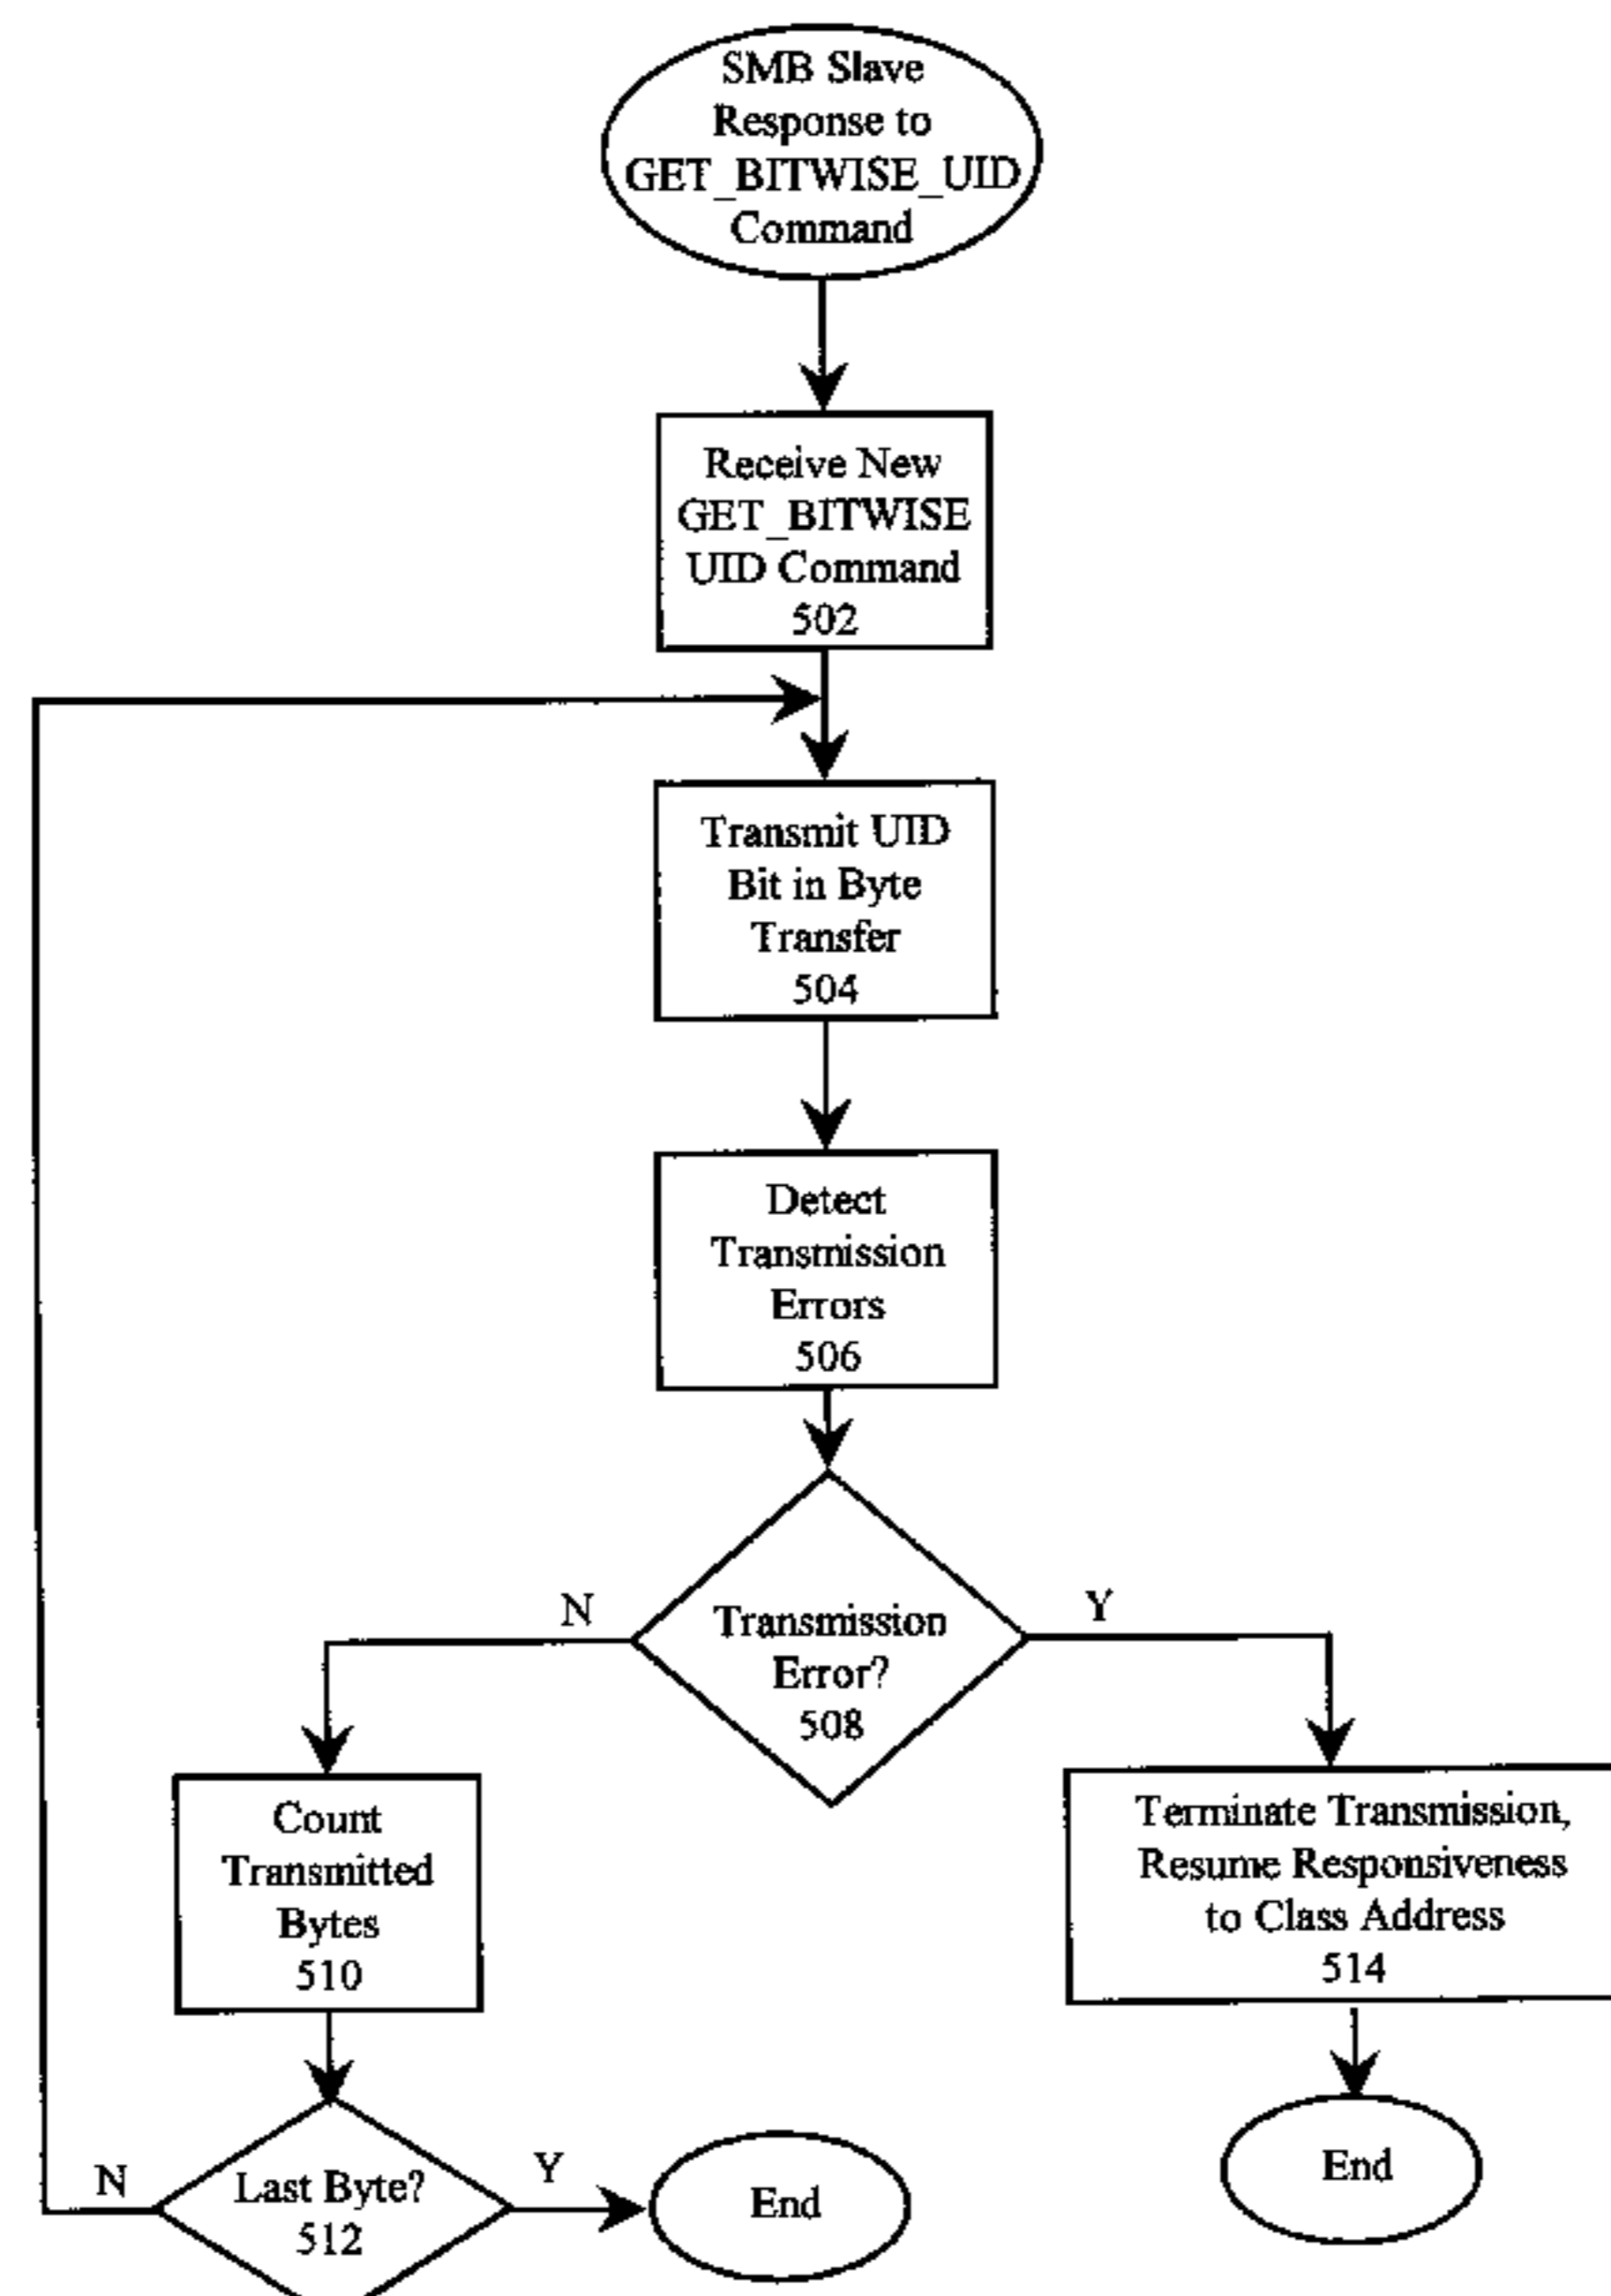 SMB Slave
Response to
GET_BITWISE_UID
Command
Receive New
GET_BITWISE
UID Command
502
Transmit UID
Bit in Byte
Transfer
504
Detect
Transmission
Errors
506
N
Y
Transmission
Error?
508
Count
Transmitted
Bytes
510
Terminate Transmission,
Resume Responsiveness
to Class Address
514
N
Last Byte?
512
Y
End
End